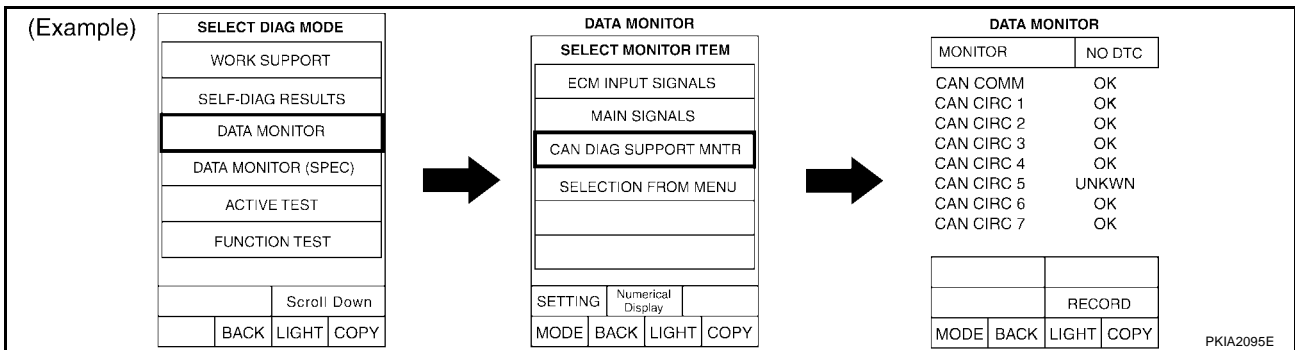 (Example)
SELECT DIAG MODE
WORK SUPPORT
SELF-DIAG RESULTS
DATA MONITOR
DATA MONITOR (SPEC)
ACTIVE TEST
FUNCTION TEST
Scroll Down
BACK LIGHT COPY
DATA MONITOR
SELECT MONITOR ITEM
ECM INPUT SIGNALS
MAIN SIGNALS
CAN DIAG SUPPORT MNTR
SELECTION FROM MENU
SETTING Numerical
Display
MODE BACK LIGHT COPY
DATA MONITOR
MONITOR NO DTC
CAN COMM OK
CAN CIRC 1 OK
CAN CIRC 2 OK
CAN CIRC 3 OK
CAN CIRC 4 OK
CAN CIRC 5 UNKWN
CAN CIRC 6 OK
CAN CIRC 7 OK
RECORD
MODE BACK LIGHT COPY
PKIA2095E